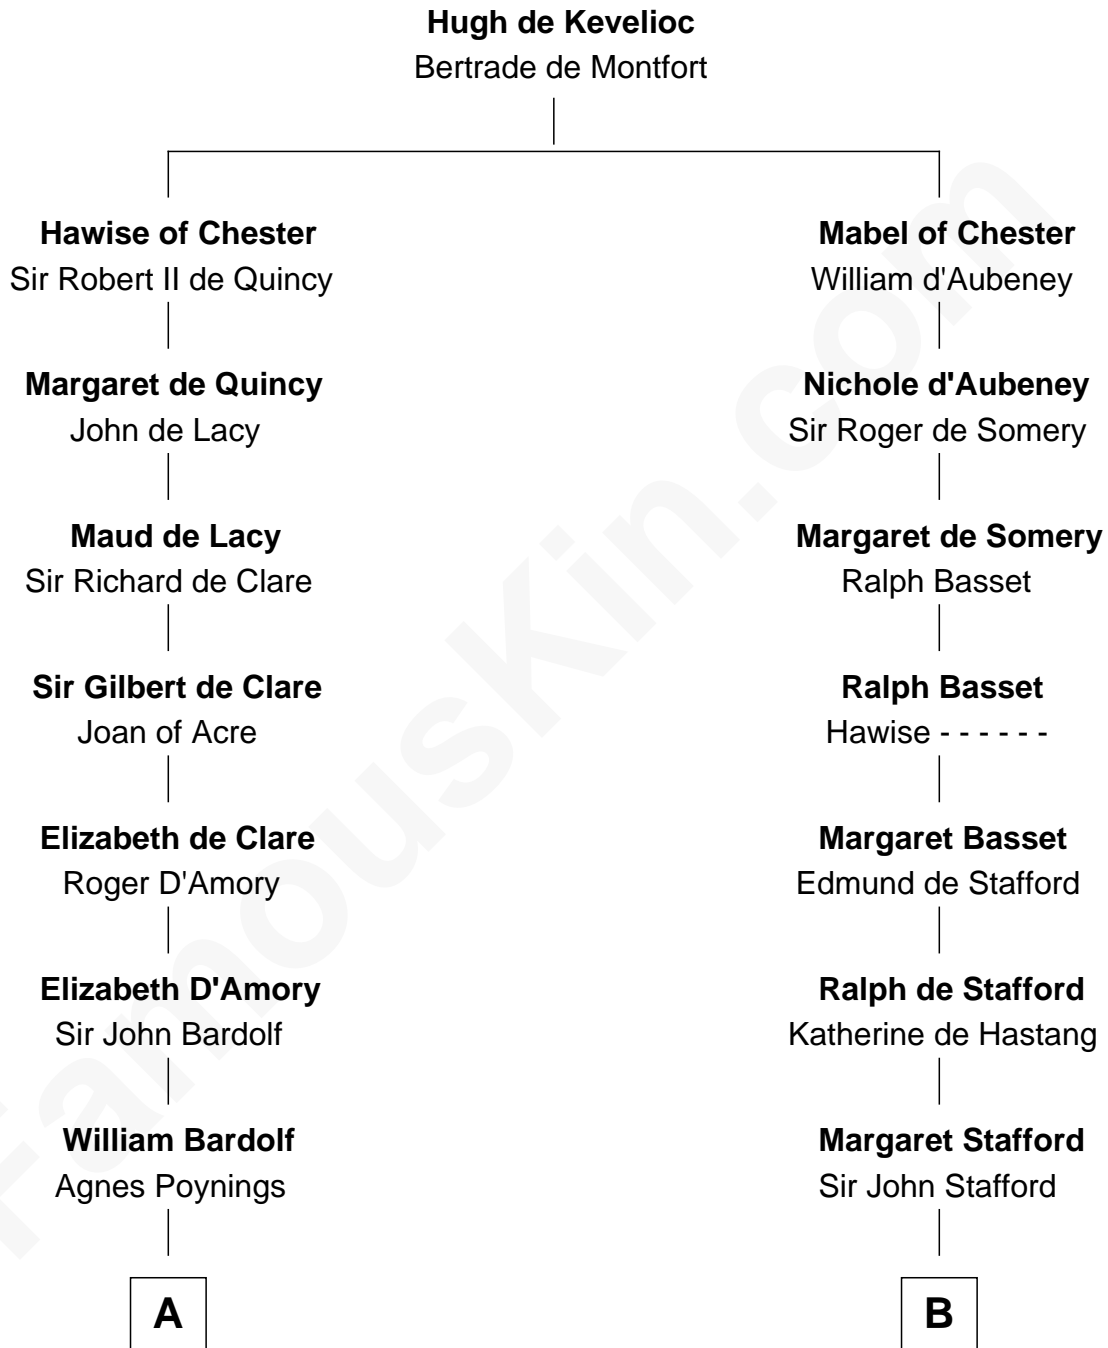 Hugh de Kevelioc
Bertrade de Montfort
Hawise of Chester
Sir Robert II de Quincy
Mabel of Chester
William d'Aubeney
Margaret de Quincy
John de Lacy
Nichole d'Aubeney
Sir Roger de Somery
Maud de Lacy
Sir Richard de Clare
Margaret de Somery
Ralph Basset
Sir Gilbert de Clare
Joan of Acre
Ralph Basset
Hawise - - - - - -
Elizabeth de Clare
Roger D'Amory
Margaret Basset
Edmund de Stafford
Elizabeth D'Amory
Sir John Bardolf
Ralph de Stafford
Katherine de Hastang
William Bardolf
Agnes Poynings
Margaret Stafford
Sir John Stafford
A
B
FamousKin.com